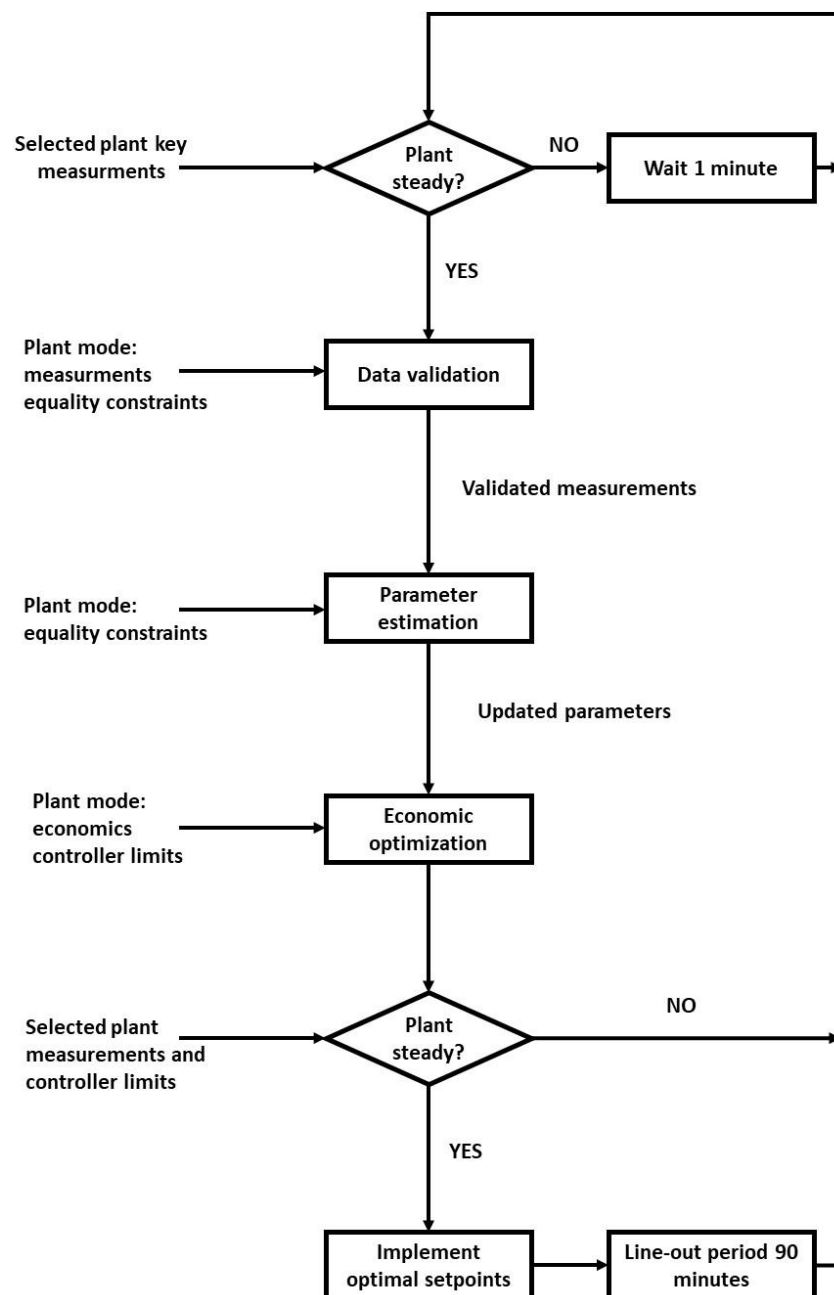 Selected plant key
measurments
Plant
steady?
NO
Wait 1 minute
YES
Plant mode:
measurments
equality constraints
Data validation
Validated measurements
Plant mode:
equality constraints
Parameter
estimation
Updated parameters
Plant mode:
economics
controller limits
Economic
optimization
Selected plant
measurements and
controller limits
Plant
steady?
NO
YES
Implement
optimal setpoints
Line-out period 90
minutes